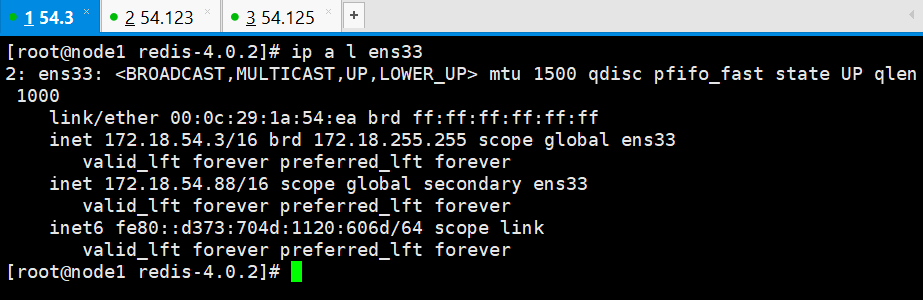 1 54.3 × 2 54.123 × 3 54.125 × +
[root@node1 redis-4.0.2]# ip a l ens33
2: ens33: <BROADCAST,MULTICAST,UP,LOWER_UP> mtu 1500 qdisc pfifo_fast state UP qlen
1000
link/ether 00:0c:29:1a:54:ea brd ff:ff:ff:ff:ff:ff
inet 172.18.54.3/16 brd 172.18.255.255 scope global ens33
valid_lft forever preferred_lft forever
inet 172.18.54.88/16 scope global secondary ens33
valid_lft forever preferred_lft forever
inet6 fe80::d373:704d:1120:606d/64 scope link
valid_lft forever preferred_lft forever
[root@node1 redis-4.0.2]#